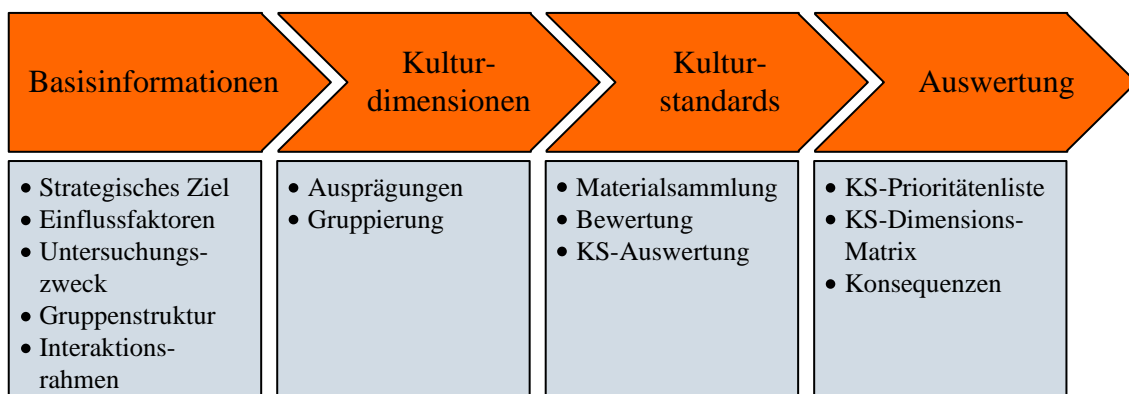 Basisinformationen
Kultur-
dimensionen
Kultur-
standards
Auswertung
• Strategisches Ziel
• Einflussfaktoren
• Untersuchungs-
zweck
• Gruppenstruktur
• Interaktions-
rahmen
• Ausprägungen
• Gruppierung
• Materialsammlung
• Bewertung
• KS-Auswertung
• KS-Prioritätenliste
• KS-Dimensions-
Matrix
• Konsequenzen